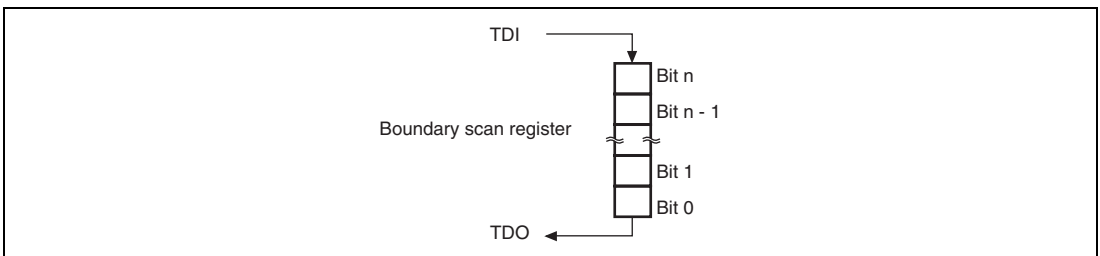 TDI
Bit n
Bit n - 1
Boundary scan register
Bit 1
Bit 0
TDO